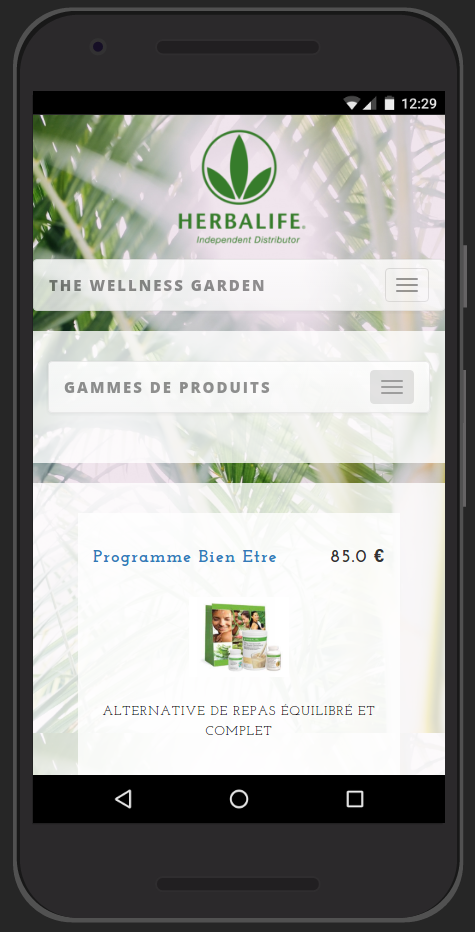 12:29
HERBALIFE.
Independent Distributor
THE WELLNESS GARDEN
GAMMES DE PRODUITS
Programme Bien Etre 85.0 €
ALTERNATIVE DE REPAS ÉQUILIBRÉ ET
COMPLET